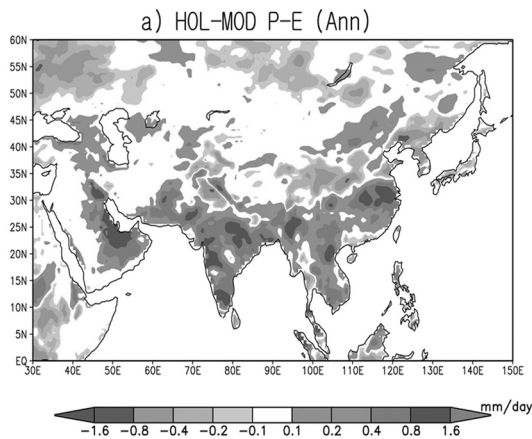 a) HOL-MOD P-E (Ann)
60N
55N
50N
45N
40N
35N
30N
25N
20N
15N
10N
5N
EQ
30E 40E 50E 60E 70E 80E 90E 100E 110E 120E 130E 140E 150E
mm/day
-1.6 -0.8 -0.4 -0.2 -0.1 0.1 0.2 0.4 0.8 1.6